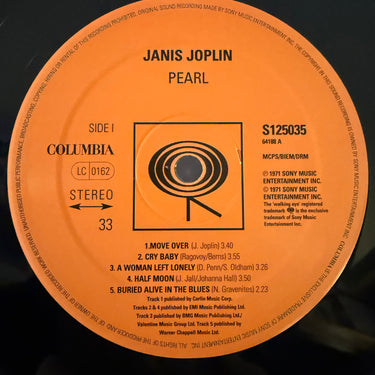 JANIS JOPLIN
PEARL
SIDE I
COLUMBIA
LC 0162
STEREO
33
S125035
64188 A
MCPS/BIEM/DRM
℗ 1971 SONY MUSIC
ENTERTAINMENT INC.
© 1971 SONY MUSIC
ENTERTAINMENT INC.
The 'walking eye' registered
trademark is the exclusive
trademark of Sony Music
Entertainment Inc.
1.MOVE OVER (J. Joplin) 3.40
2. CRY BABY (Ragovoy/Berns) 3.55
3. A WOMAN LEFT LONELY (D. Penn/S. Oldham) 3.26
4. HALF MOON (J. Jall/Johanna Hall) 3.51
5. BURIED ALIVE IN THE BLUES (N. Gravenites) 2.23
Track 1 published by Carlin Music Corp.
Tracks 2 & 4 published by EMI Music Publishing Ltd./
Track 3 published by BMG Music Publishing Ltd./
Valentine Music Group Ltd. Track 5 published by
Warner Chappell Music Ltd.